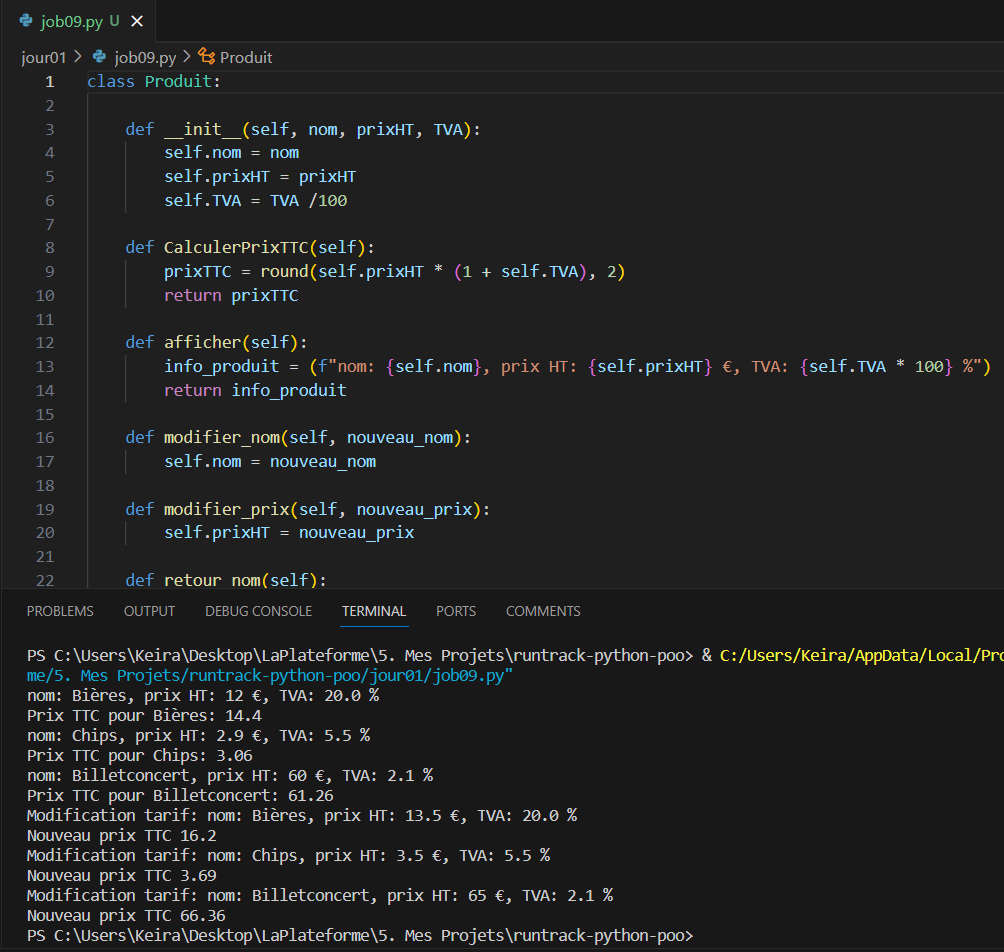 job09.py U
jour01 > job09.py > Produit
1 class Produit:
2
3 def __init__(self, nom, prixHT, TVA):
4 self.nom = nom
5 self.prixHT = prixHT
6 self.TVA = TVA /100
7
8 def CalculerPrixTTC(self):
9 prixTTC = round(self.prixHT * (1 + self.TVA), 2)
10 return prixTTC
11
12 def afficher(self):
13 info_produit = (f"nom: {self.nom}, prix HT: {self.prixHT} €, TVA: {self.TVA * 100} %")
14 return info_produit
15
16 def modifier_nom(self, nouveau_nom):
17 self.nom = nouveau_nom
18
19 def modifier_prix(self, nouveau_prix):
20 self.prixHT = nouveau_prix
21
22 def retour_nom(self):
PROBLEMS OUTPUT DEBUG CONSOLE TERMINAL PORTS COMMENTS
PS C:\Users\Keira\Desktop\LaPlateforme\5. Mes Projets\runtrack-python-poo> & C:/Users/Keira/AppData/Local/Pro
me/5. Mes Projets/runtrack-python-poo/jour01/job09.py"
nom: Bières, prix HT: 12 €, TVA: 20.0 %
Prix TTC pour Bières: 14.4
nom: Chips, prix HT: 2.9 €, TVA: 5.5 %
Prix TTC pour Chips: 3.06
nom: Billetconcert, prix HT: 60 €, TVA: 2.1 %
Prix TTC pour Billetconcert: 61.26
Modification tarif: nom: Bières, prix HT: 13.5 €, TVA: 20.0 %
Nouveau prix TTC 16.2
Modification tarif: nom: Chips, prix HT: 3.5 €, TVA: 5.5 %
Nouveau prix TTC 3.69
Modification tarif: nom: Billetconcert, prix HT: 65 €, TVA: 2.1 %
Nouveau prix TTC 66.36
PS C:\Users\Keira\Desktop\LaPlateforme\5. Mes Projets\runtrack-python-poo>